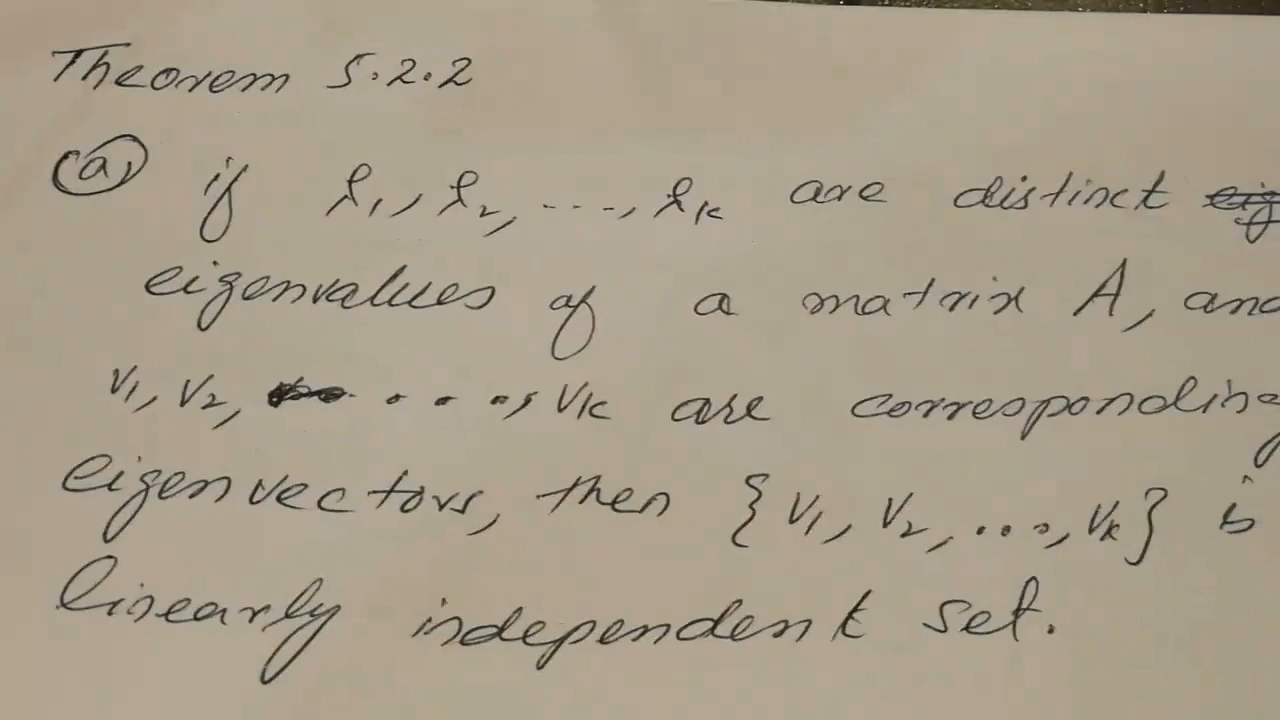 Theorem 5.2.2
(a) if λ₁, λ₂, ..., λₖ are distinct
eigenvalues of a matrix A, and
v₁, v₂, ...., vₖ are corresponding
eigenvectors, then {v₁, v₂, ..., vₖ} is
linearly independent set.